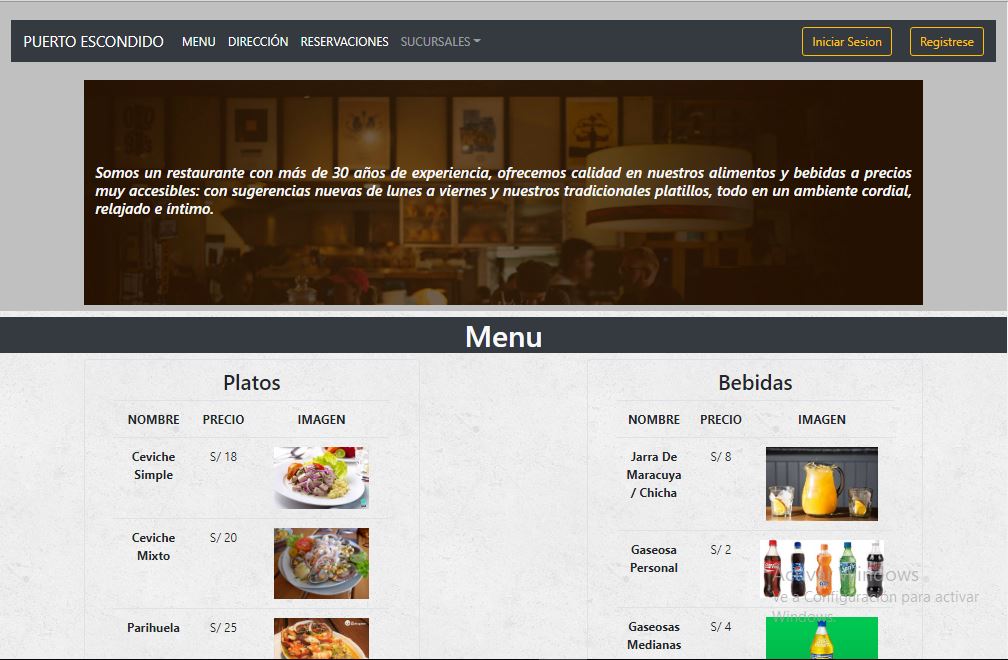 PUERTO ESCONDIDO MENU DIRECCIÓN RESERVACIONES SUCURSALES Iniciar Sesion Registrese
Somos un restaurante con más de 30 años de experiencia, ofrecemos calidad en nuestros alimentos y bebidas a precios
muy accesibles: con sugerencias nuevas de lunes a viernes y nuestros tradicionales platillos, todo en un ambiente cordial,
relajado e íntimo.
Menu
Platos
NOMBRE PRECIO IMAGEN
Ceviche S/ 18
Simple
Ceviche S/ 20
Mixto
Parihuela S/ 25
Bebidas
NOMBRE PRECIO IMAGEN
Jarra De S/ 8
Maracuya
/ Chicha
Gaseosa S/ 2
Personal
Gaseosas S/ 4
Medianas
Activar Windows
Ve a Configuración para activar
Windows.